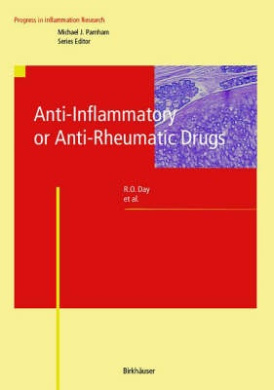 Progress in Inflammation Research
Michael J. Parnham
Series Editor
Anti-Inflammatory
or Anti-Rheumatic Drugs
R.O. Day
et al.
Birkhäuser